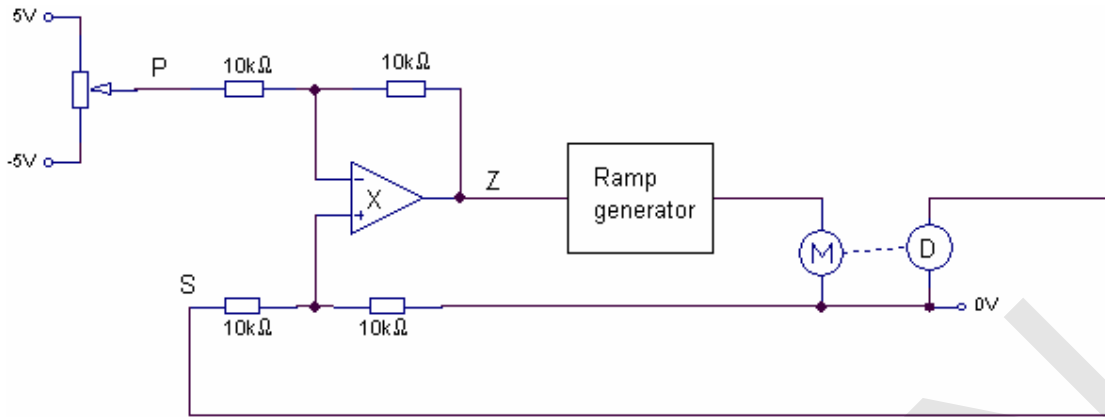 5V
P
10kΩ
10kΩ
-5V
−
X
+
Z
Ramp
generator
M
D
S
10kΩ
10kΩ
0V